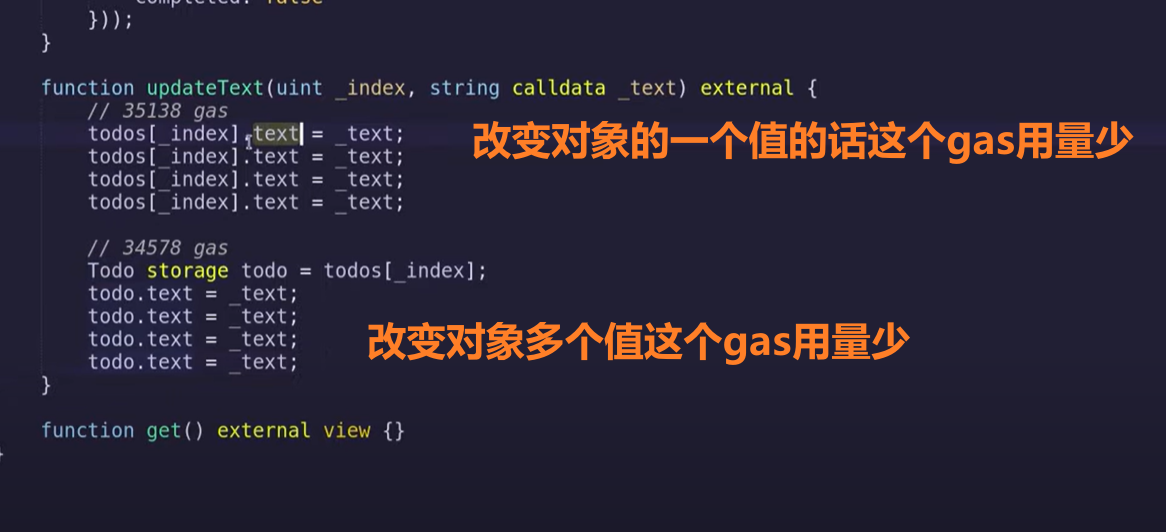 completed: false
}));
}
function updateText(uint _index, string calldata _text) external {
// 35138 gas
todos[_index].text = _text;
改变对象的一个值的话这个gas用量少
todos[_index].text = _text;
todos[_index].text = _text;
todos[_index].text = _text;
// 34578 gas
Todo storage todo = todos[_index];
todo.text = _text;
todo.text = _text;
改变对象多个值这个gas用量少
todo.text = _text;
todo.text = _text;
}
function get() external view {}
}